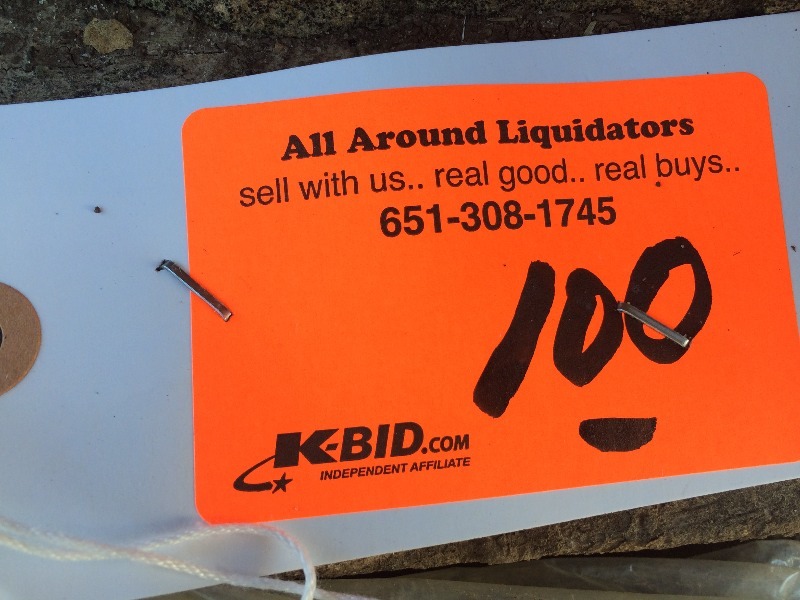 All Around Liquidators
sell with us.. real good.. real buys..
651-308-1745
100
K-BID.COM
INDEPENDENT AFFILIATE